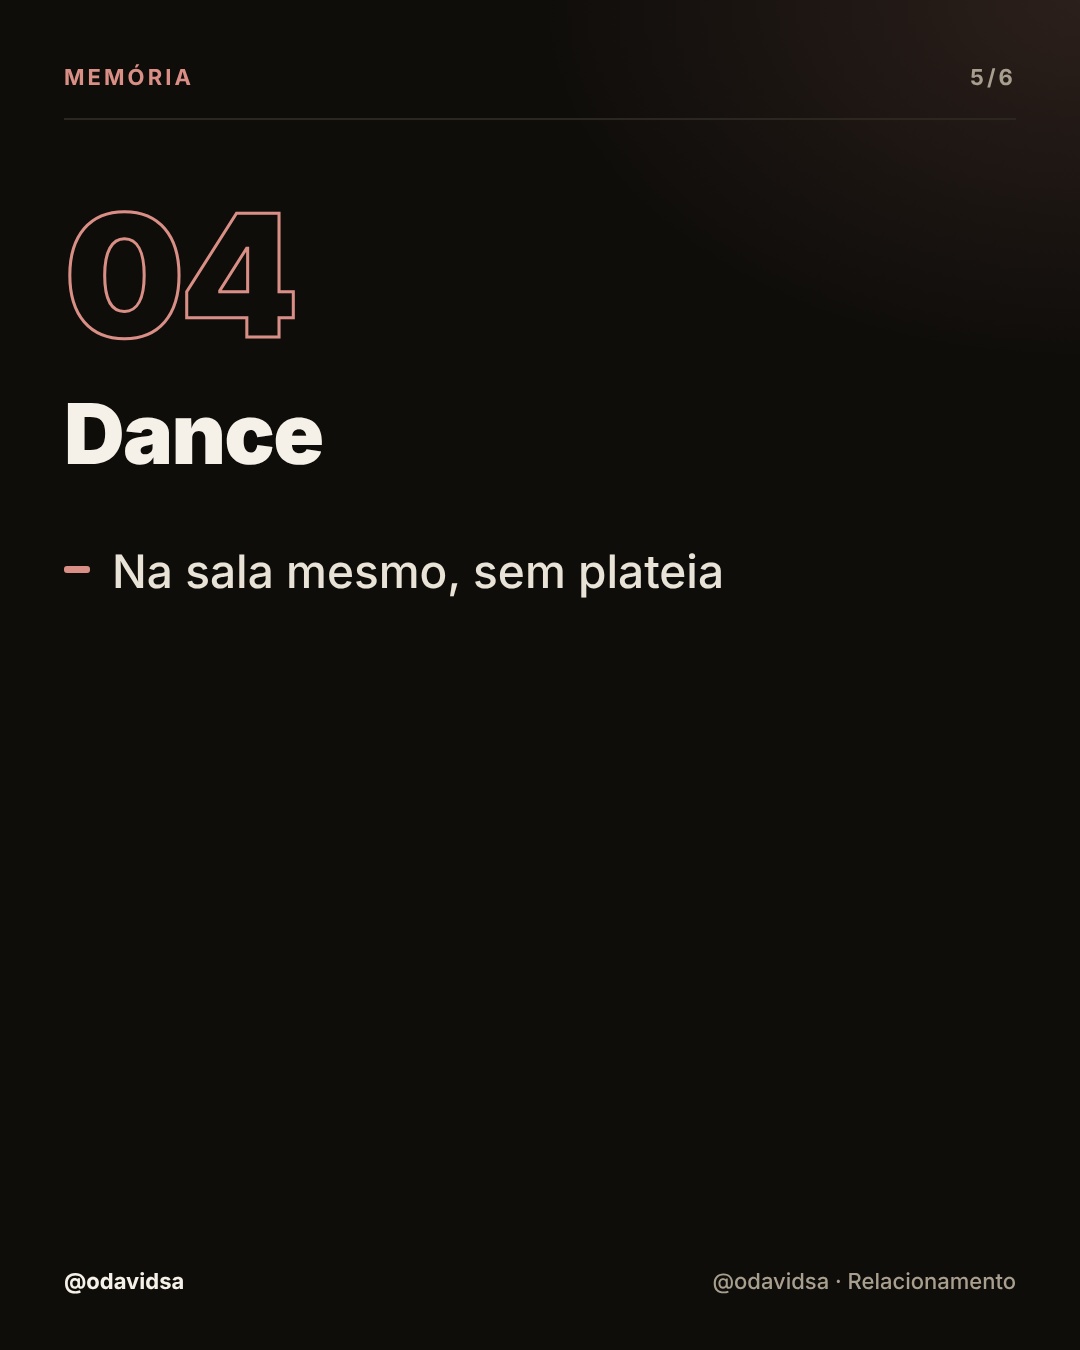 MEMÓRIA
5/6
04
Dance
Na sala mesmo, sem plateia
@odavidsa
@odavidsa · Relacionamento